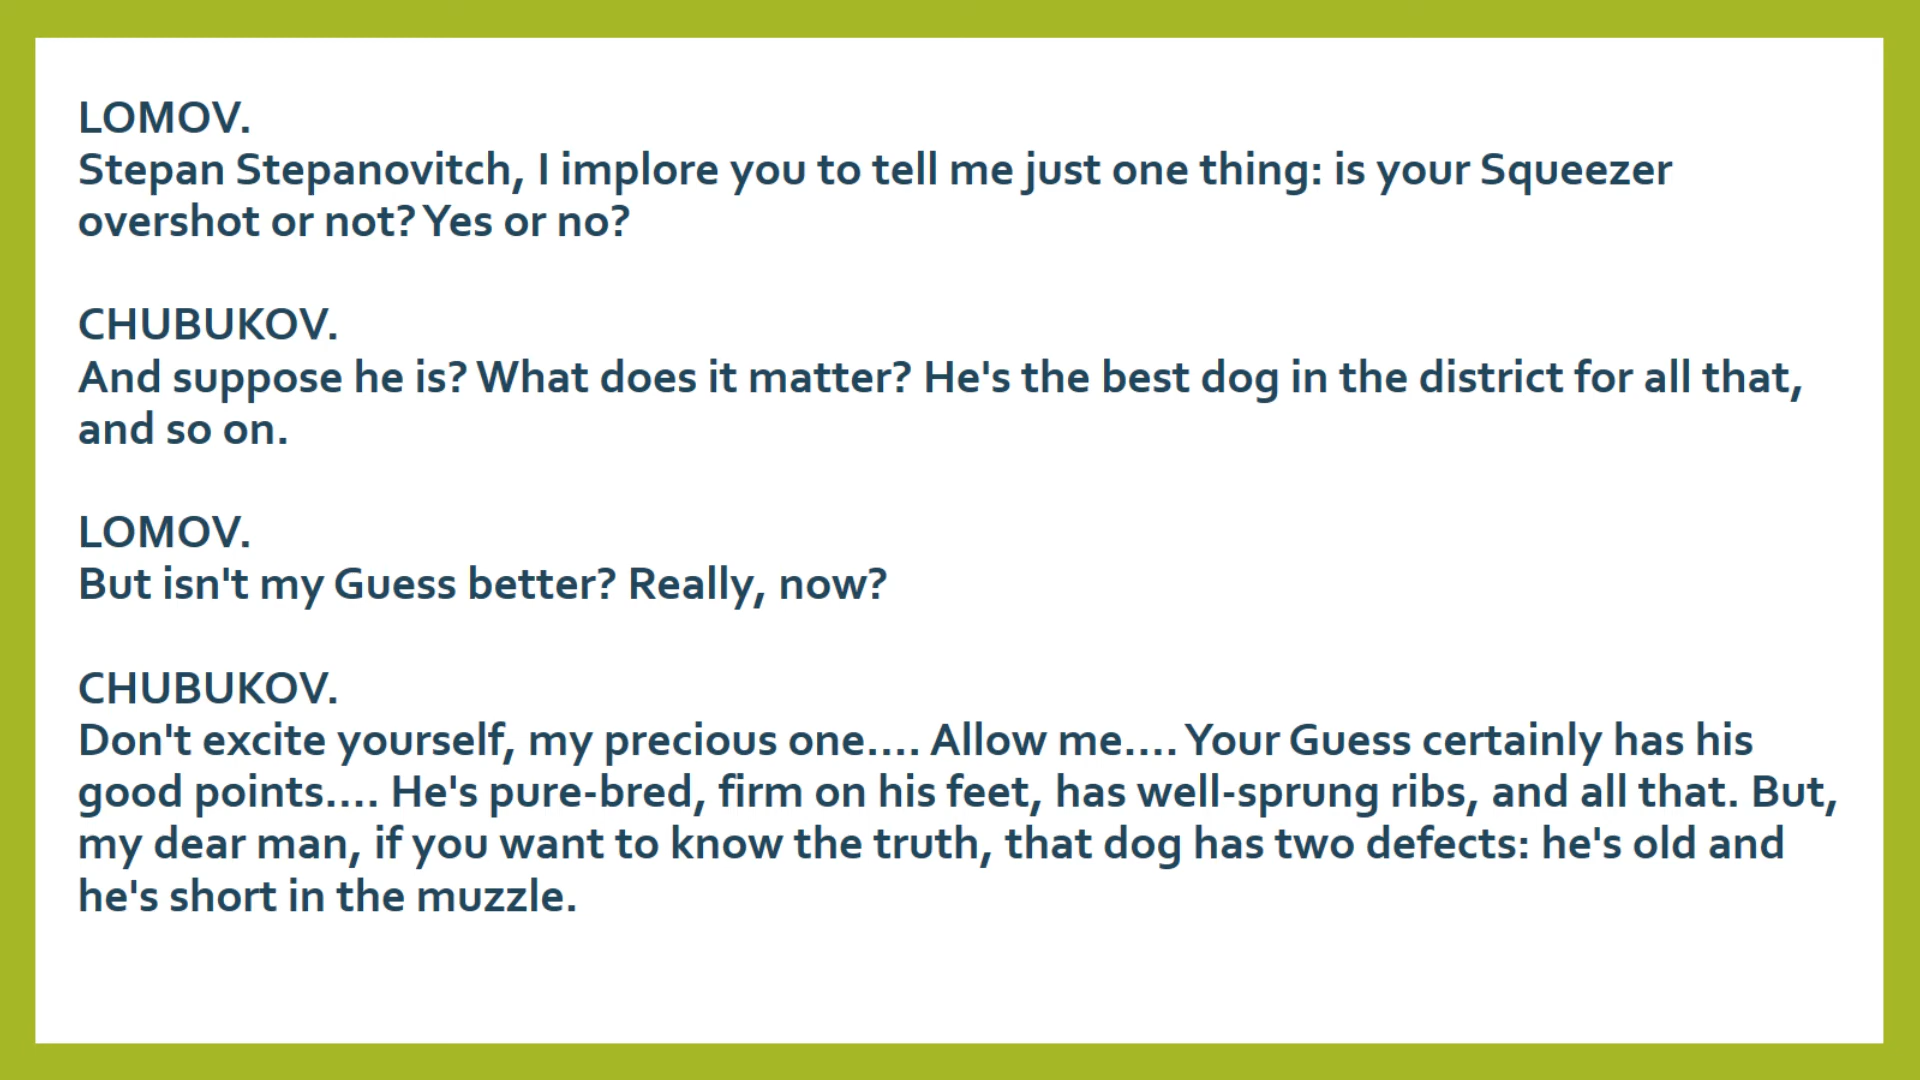 LOMOV.
Stepan Stepanovitch, I implore you to tell me just one thing: is your Squeezer
overshot or not? Yes or no?
CHUBUKOV.
And suppose he is? What does it matter? He's the best dog in the district for all that,
and so on.
LOMOV.
But isn't my Guess better? Really, now?
CHUBUKOV.
Don't excite yourself, my precious one.... Allow me.... Your Guess certainly has his
good points.... He's pure-bred, firm on his feet, has well-sprung ribs, and all that. But,
my dear man, if you want to know the truth, that dog has two defects: he's old and
he's short in the muzzle.